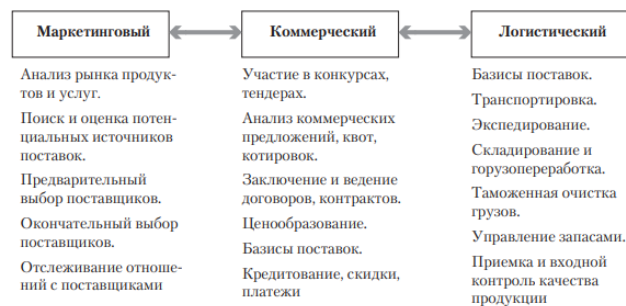 Маркетинговый
Анализ рынка продук-
тов и услуг.
Поиск и оценка потен-
циальных источников
поставок.
Предварительный
выбор поставщиков.
Окончательный выбор
поставщиков.
Отслеживание отноше-
ний с поставщиками
Коммерческий
Участие в конкурсах,
тендерах.
Анализ коммерческих
предложений, квот,
котировок.
Заключение и ведение
договоров, контрактов.
Ценообразование.
Базисы поставок.
Кредитование, скидки,
платежи
Логистический
Базисы поставок.
Транспортировка.
Экспедирование.
Складирование и
горузопереработка.
Таможенная очистка
грузов.
Управление запасами.
Приемка и входной
контроль качества
продукции